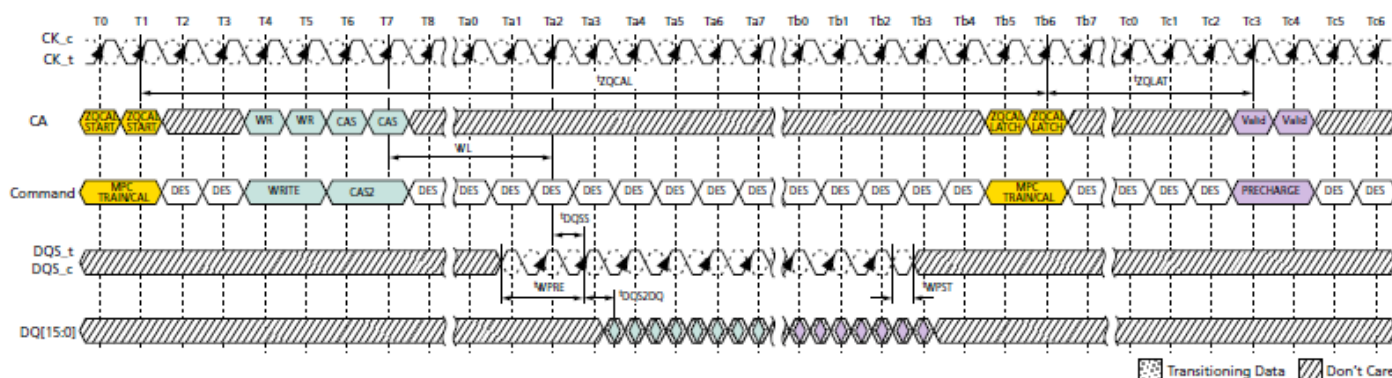 T0 T1 T2 T3 T4 T5 T6 T7 T8 Ta0 Ta1 Ta2 Ta3 Ta4 Ta5 Ta6 Ta7 Tb0 Tb1 Tb2 Tb3 Tb4 Tb5 Tb6 Tb7 Tc0 Tc1 Tc2 Tc3 Tc4 Tc5 Tc6
CK_c
CK_t
tZQCAL tZQLAT
CA ZQCAL START ZQCAL START WR WR CAS CAS ZQCAL LATCH ZQCAL LATCH Valid Valid
WL
Command MPC TRAIN/CAL DES DES WRITE CAS2 DES DES DES DES DES DES DES DES DES DES DES DES DES DES MPC TRAIN/CAL DES DES DES DES PRECHARGE DES DES
tDQSS
DQS_t
DQS_c
tWPRE tDQS2DQ tWPST
DQ[15:0]
Transitioning Data Don't Care